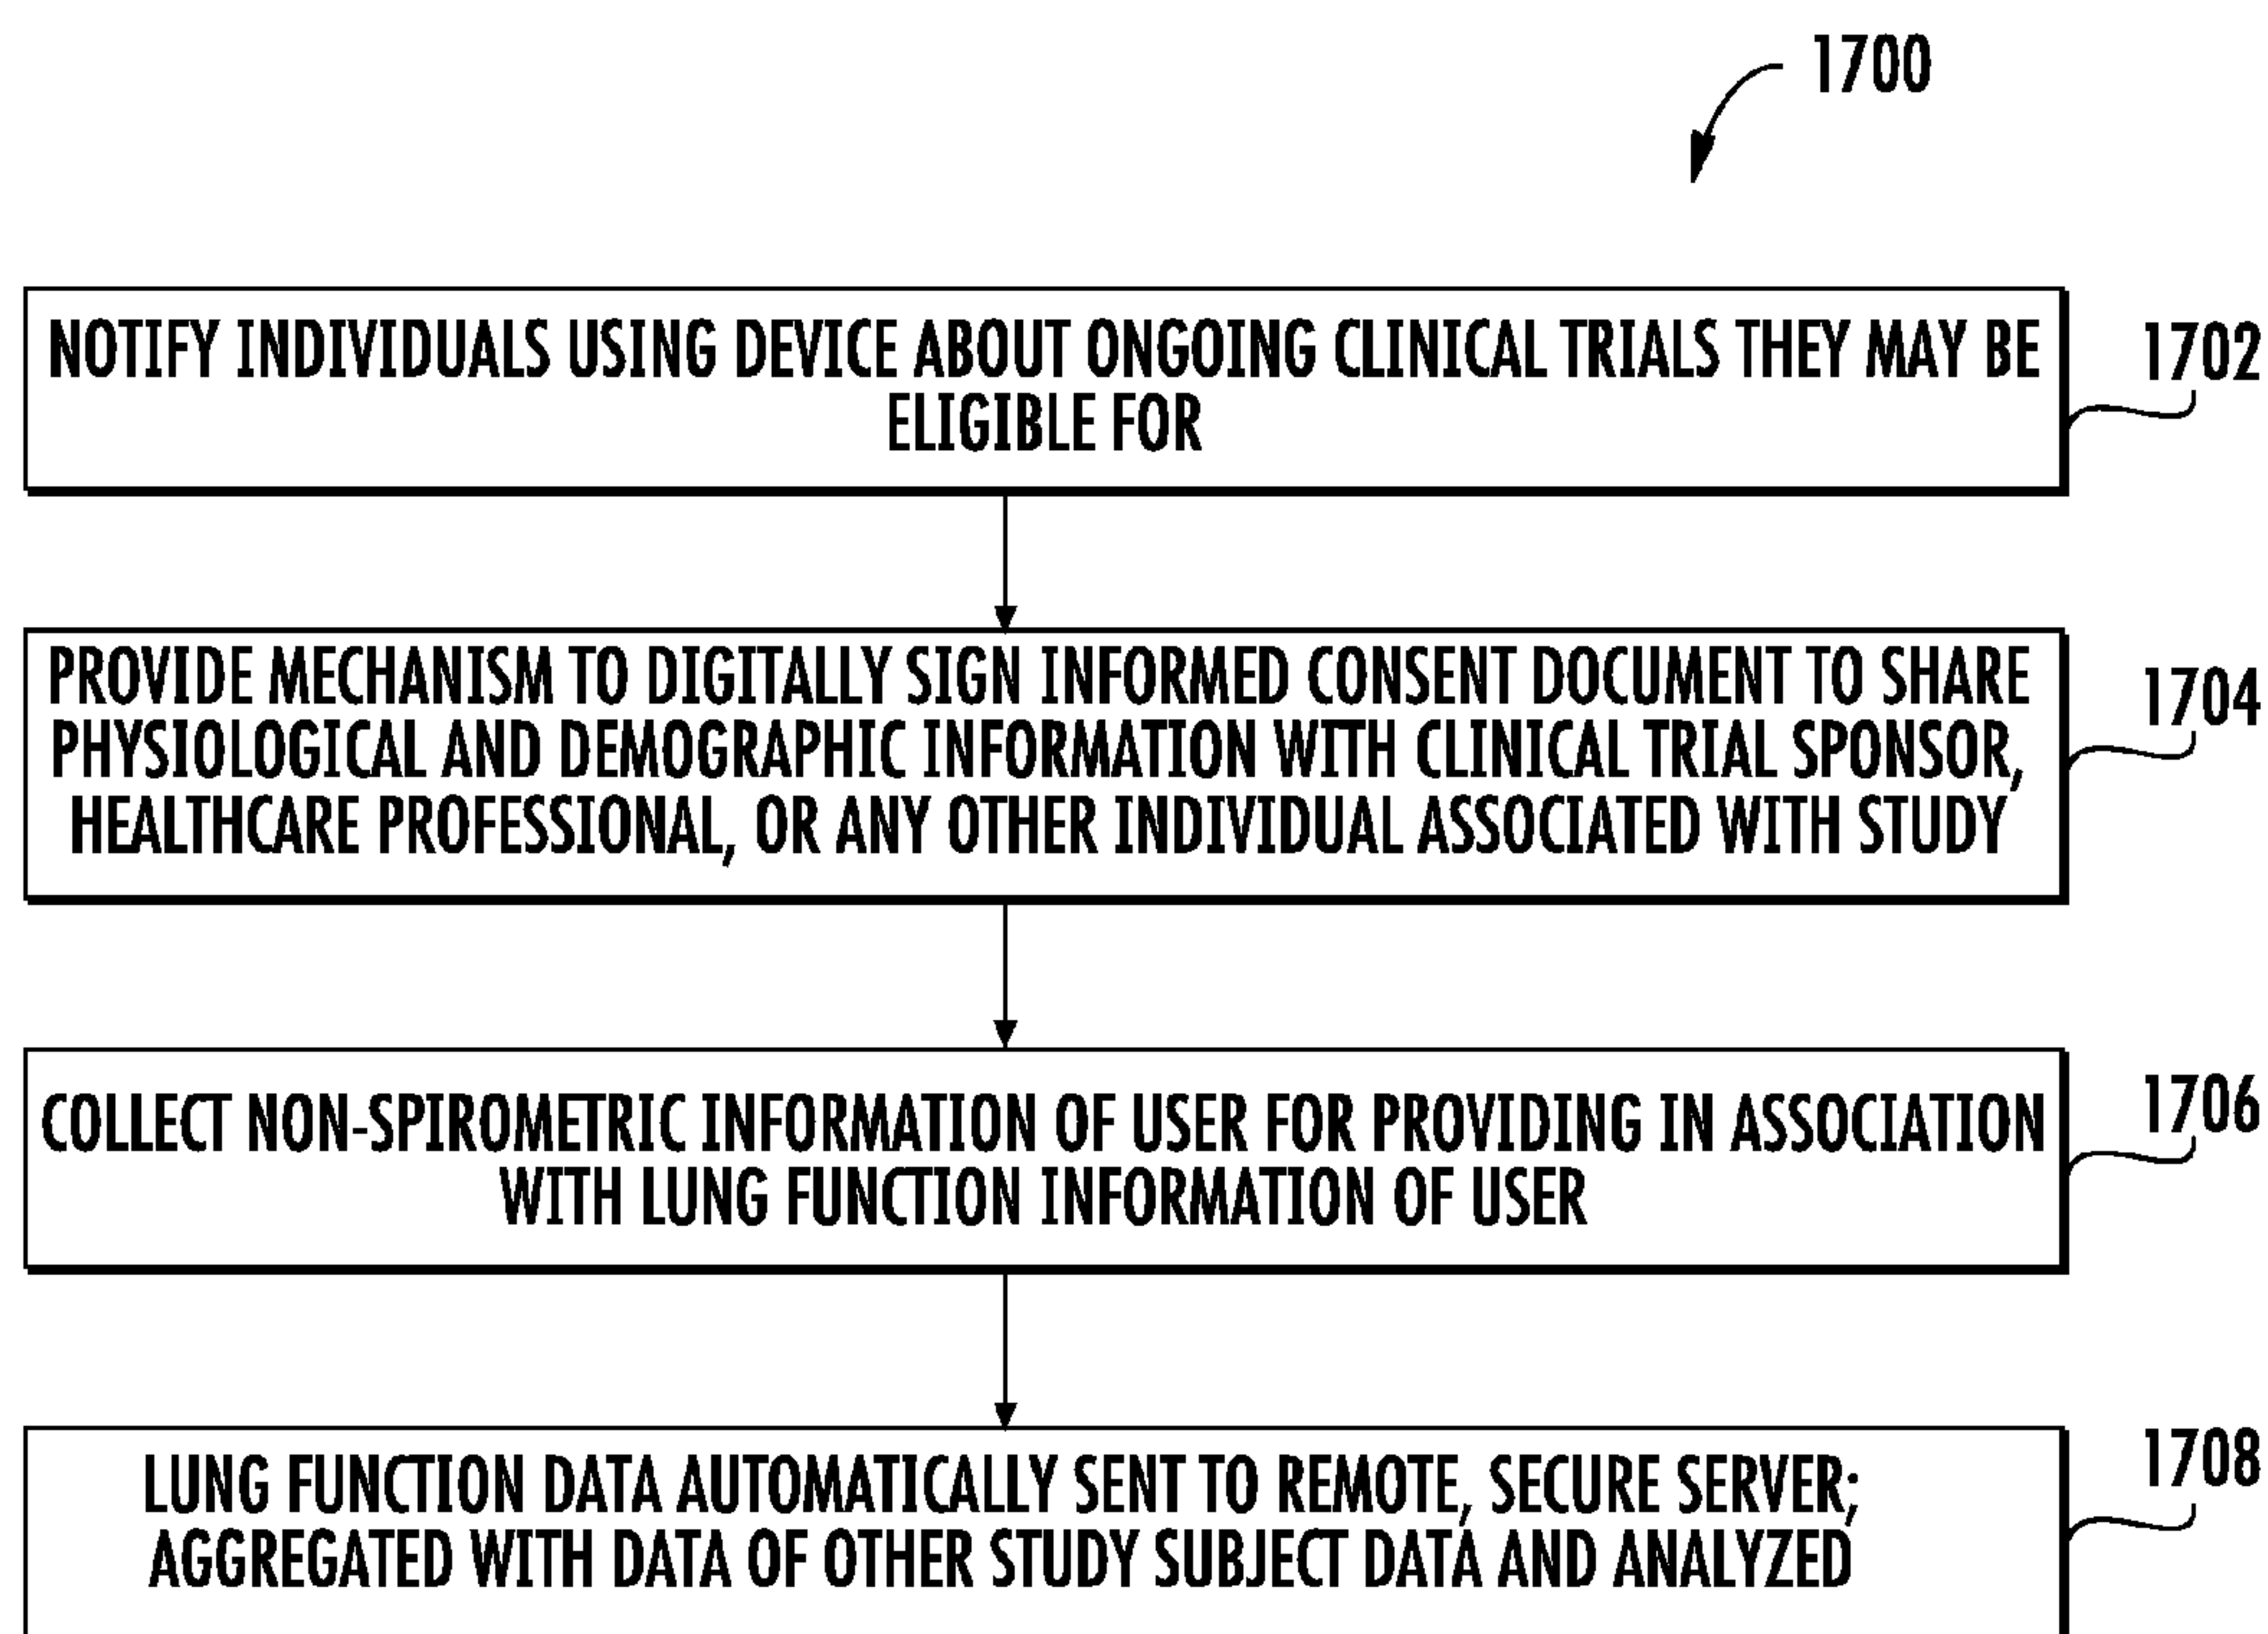 1700
NOTIFY INDIVIDUALS USING DEVICE ABOUT ONGOING CLINICAL TRIALS THEY MAY BE
ELIGIBLE FOR
1702
PROVIDE MECHANISM TO DIGITALLY SIGN INFORMED CONSENT DOCUMENT TO SHARE
PHYSIOLOGICAL AND DEMOGRAPHIC INFORMATION WITH CLINICAL TRIAL SPONSOR,
HEALTHCARE PROFESSIONAL, OR ANY OTHER INDIVIDUAL ASSOCIATED WITH STUDY
1704
COLLECT NON-SPIROMETRIC INFORMATION OF USER FOR PROVIDING IN ASSOCIATION
WITH LUNG FUNCTION INFORMATION OF USER
1706
LUNG FUNCTION DATA AUTOMATICALLY SENT TO REMOTE, SECURE SERVER;
AGGREGATED WITH DATA OF OTHER STUDY SUBJECT DATA AND ANALYZED
1708